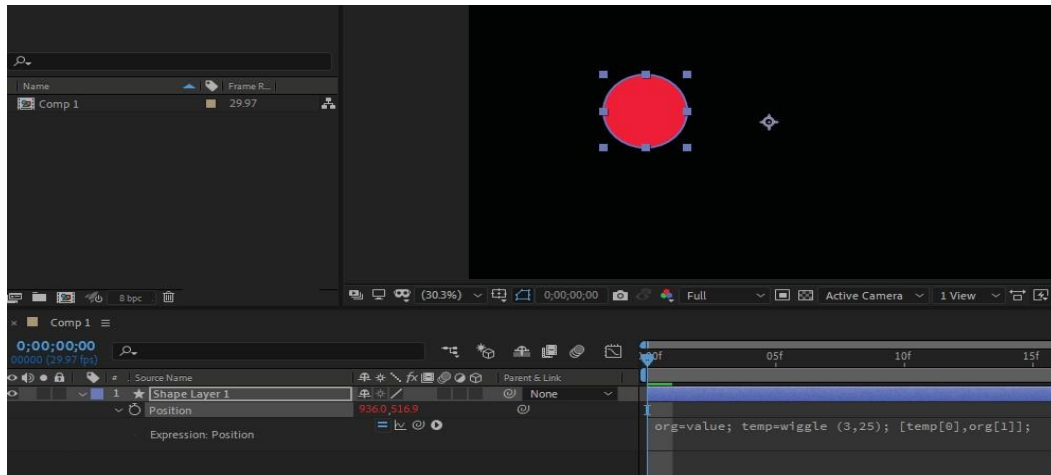 Name Frame R...
Comp 1 29.97
8 bpc
(30.3%) 0;00;00;00 Full Active Camera 1 View
Comp 1
0;00;00;00
00000 (29.97 fps)
:00f 05f 10f 15f
# Source Name Parent & Link
1 Shape Layer 1 None
Position 936.0,516.9
Expression: Position
org=value; temp=wiggle (3,25); [temp[0],org[1]];